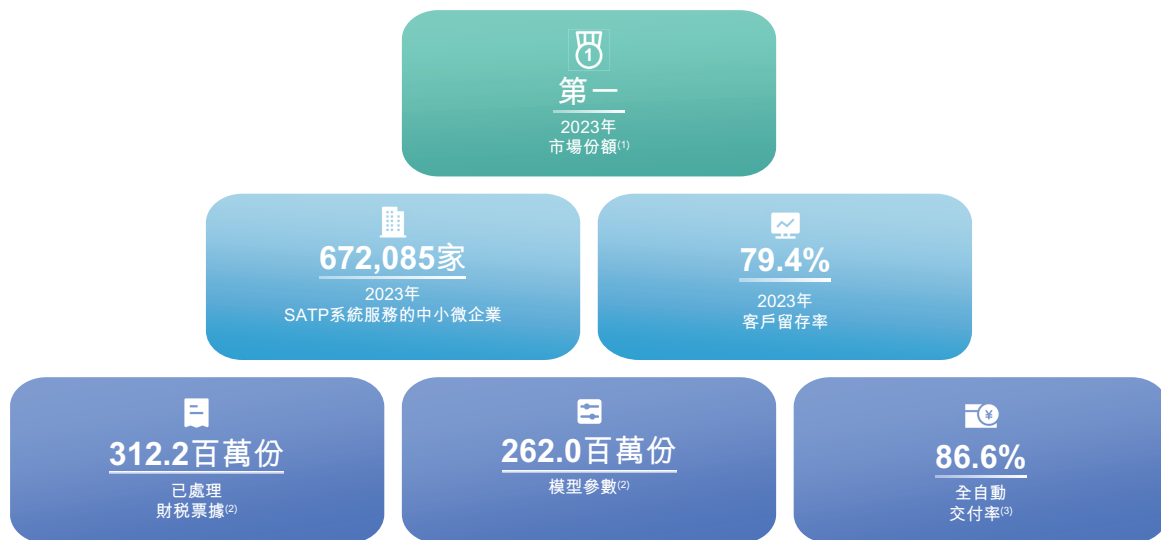 1
第一
2023年
市場份額(1)
672,085家
2023年
SATP系統服務的中小微企業
79.4%
2023年
客戶留存率
312.2百萬份
已處理
財稅票據(2)
262.0百萬份
模型參數(2)
¥
86.6%
全自動
交付率(3)